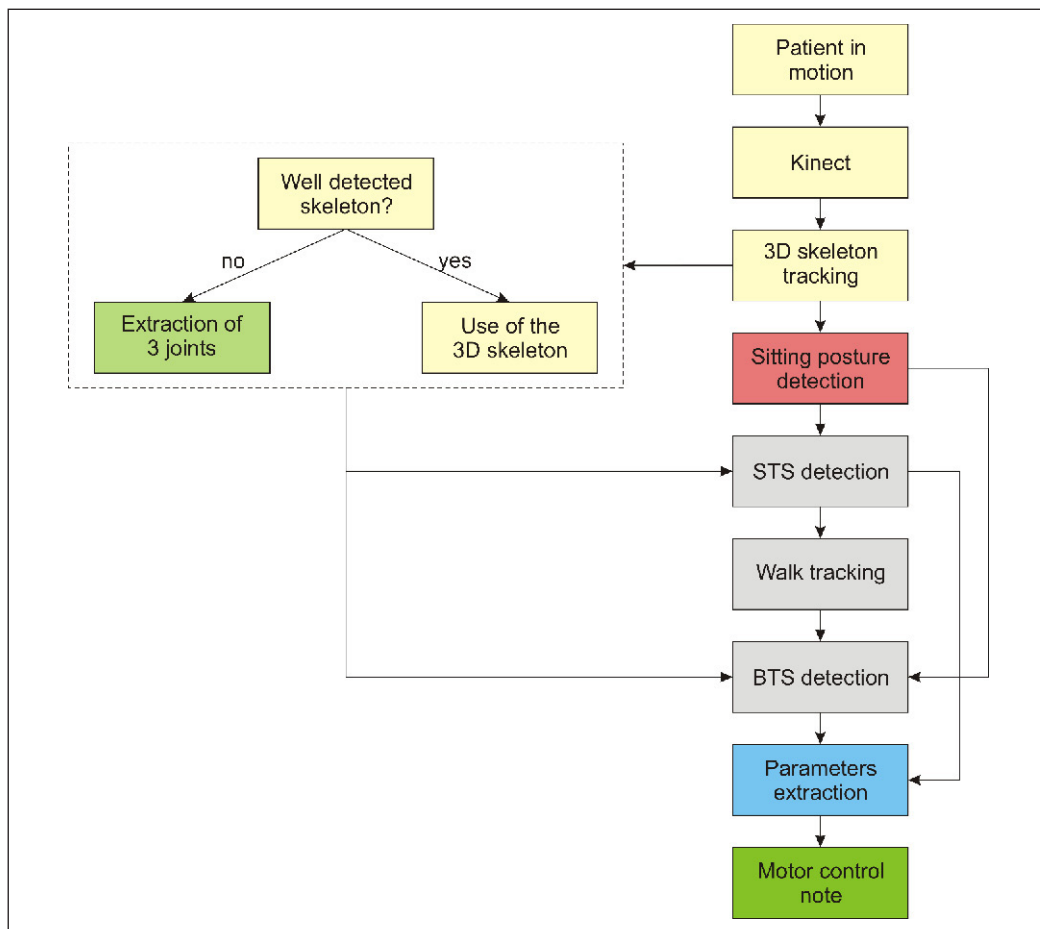 Patient in
motion
Kinect
3D skeleton
tracking
Well detected
skeleton?
no
yes
Extraction of
3 joints
Use of the
3D skeleton
Sitting posture
detection
STS detection
Walk tracking
BTS detection
Parameters
extraction
Motor control
note